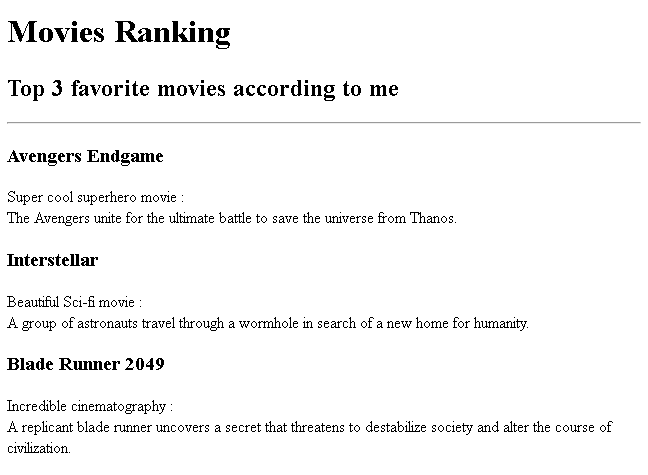 Movies Ranking
Top 3 favorite movies according to me
Avengers Endgame
Super cool superhero movie :
The Avengers unite for the ultimate battle to save the universe from Thanos.
Interstellar
Beautiful Sci-fi movie :
A group of astronauts travel through a wormhole in search of a new home for humanity.
Blade Runner 2049
Incredible cinematography :
A replicant blade runner uncovers a secret that threatens to destabilize society and alter the course of
civilization.